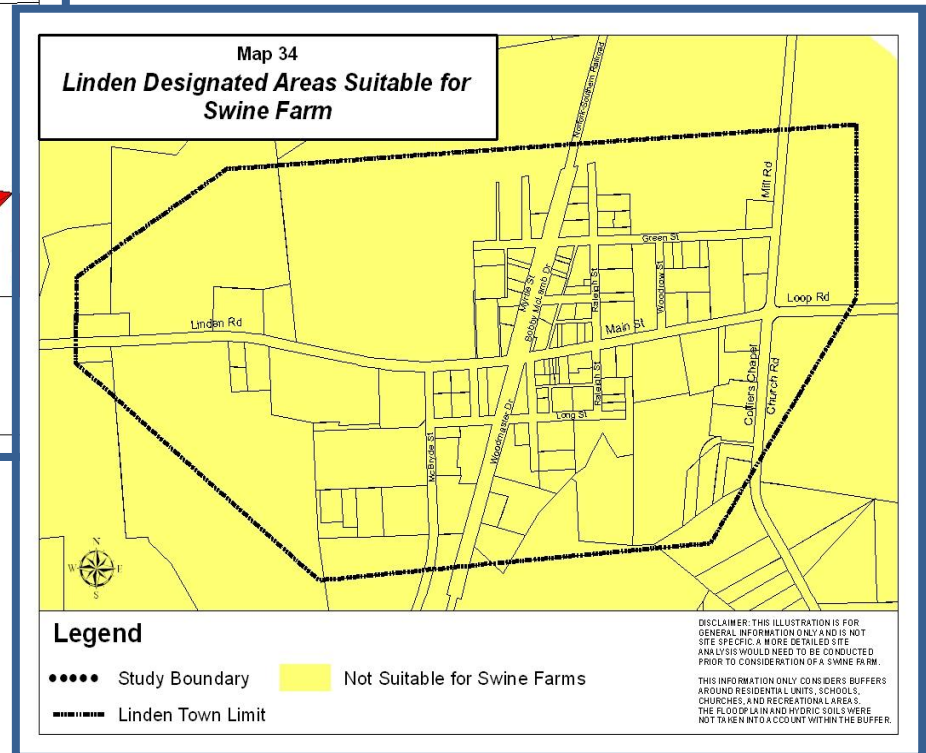 Map 34
Linden Designated Areas Suitable for
Swine Farm
Norfolk-Southern Railroad
Mill Rd
Green St
Myrtle St
Bobby McLamb Dr
Raleigh St
Woodrow St
Loop Rd
Linden Rd
Main St
Raleigh St
Colliers Chapel
Church Rd
Long St
McBryde St
Woodmaster Dr
N
W
E
S
Legend
Study Boundary
Not Suitable for Swine Farms
Linden Town Limit
DISCLAIMER: THIS ILLUSTRATION IS FOR
GENERAL INFORMATION ONLY AND IS NOT
SITE SPECFIC. A MORE DETAILED SITE
ANALYSIS WOULD NEED TO BE CONDUCTED
PRIOR TO CONSIDERATION OF A SWINE FARM.
THIS INFORMATION ONLY CONSIDERS BUFFERS
AROUND RESIDENTIAL UNITS, SCHOOLS,
CHURCHES, AND RECREATIONAL AREAS.
THE FLOODPLAIN AND HYDRIC SOILS WERE
NOT TAKEN INTO ACCOUNT WITHIN THE BUFFER.